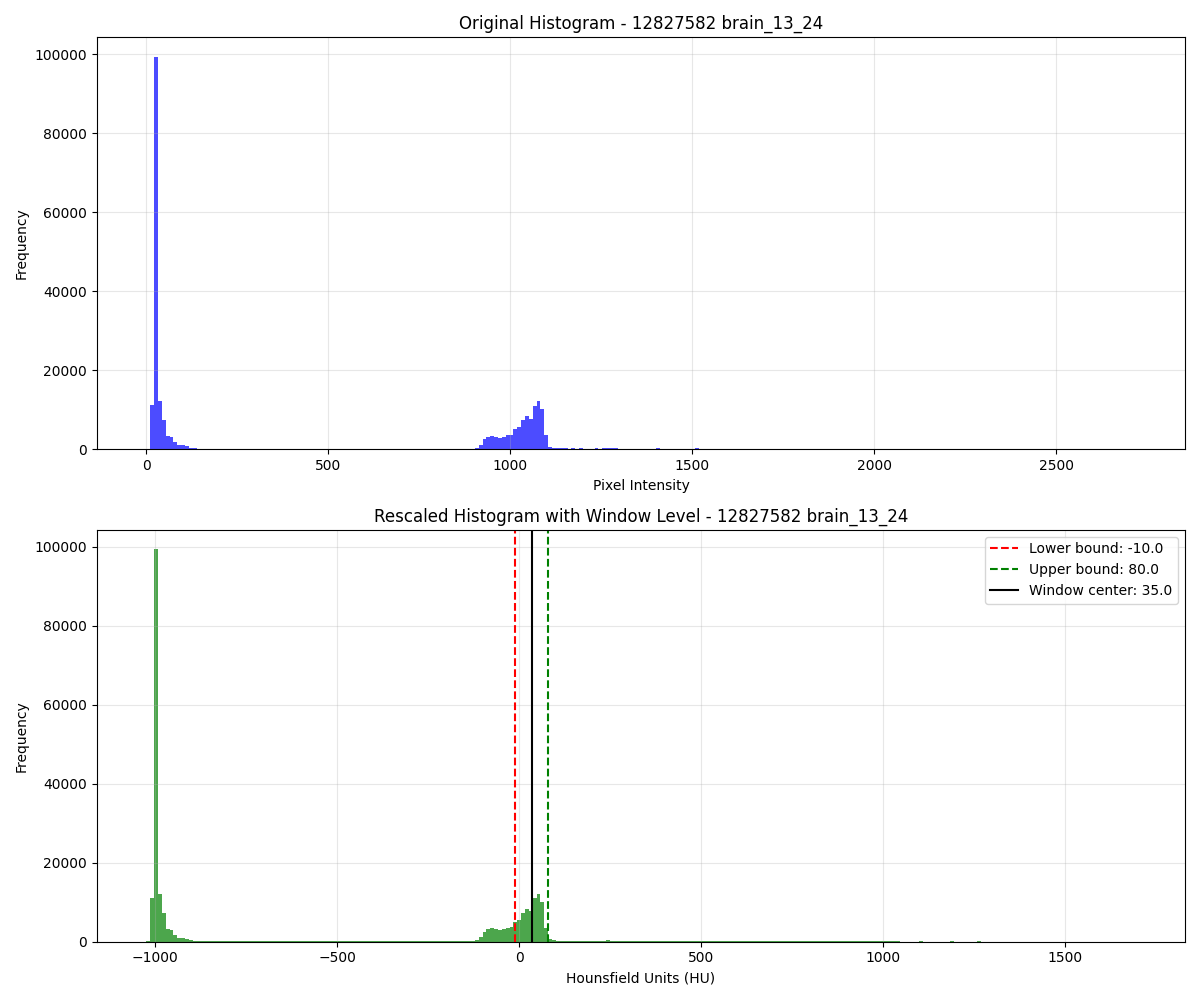 Original Histogram - 12827582 brain_13_24
100000
80000
60000
40000
20000
0
Frequency
0 500 1000 1500 2000 2500
Pixel Intensity
Rescaled Histogram with Window Level - 12827582 brain_13_24
Lower bound: -10.0
Upper bound: 80.0
Window center: 35.0
100000
80000
60000
40000
20000
0
Frequency
−1000 −500 0 500 1000 1500
Hounsfield Units (HU)